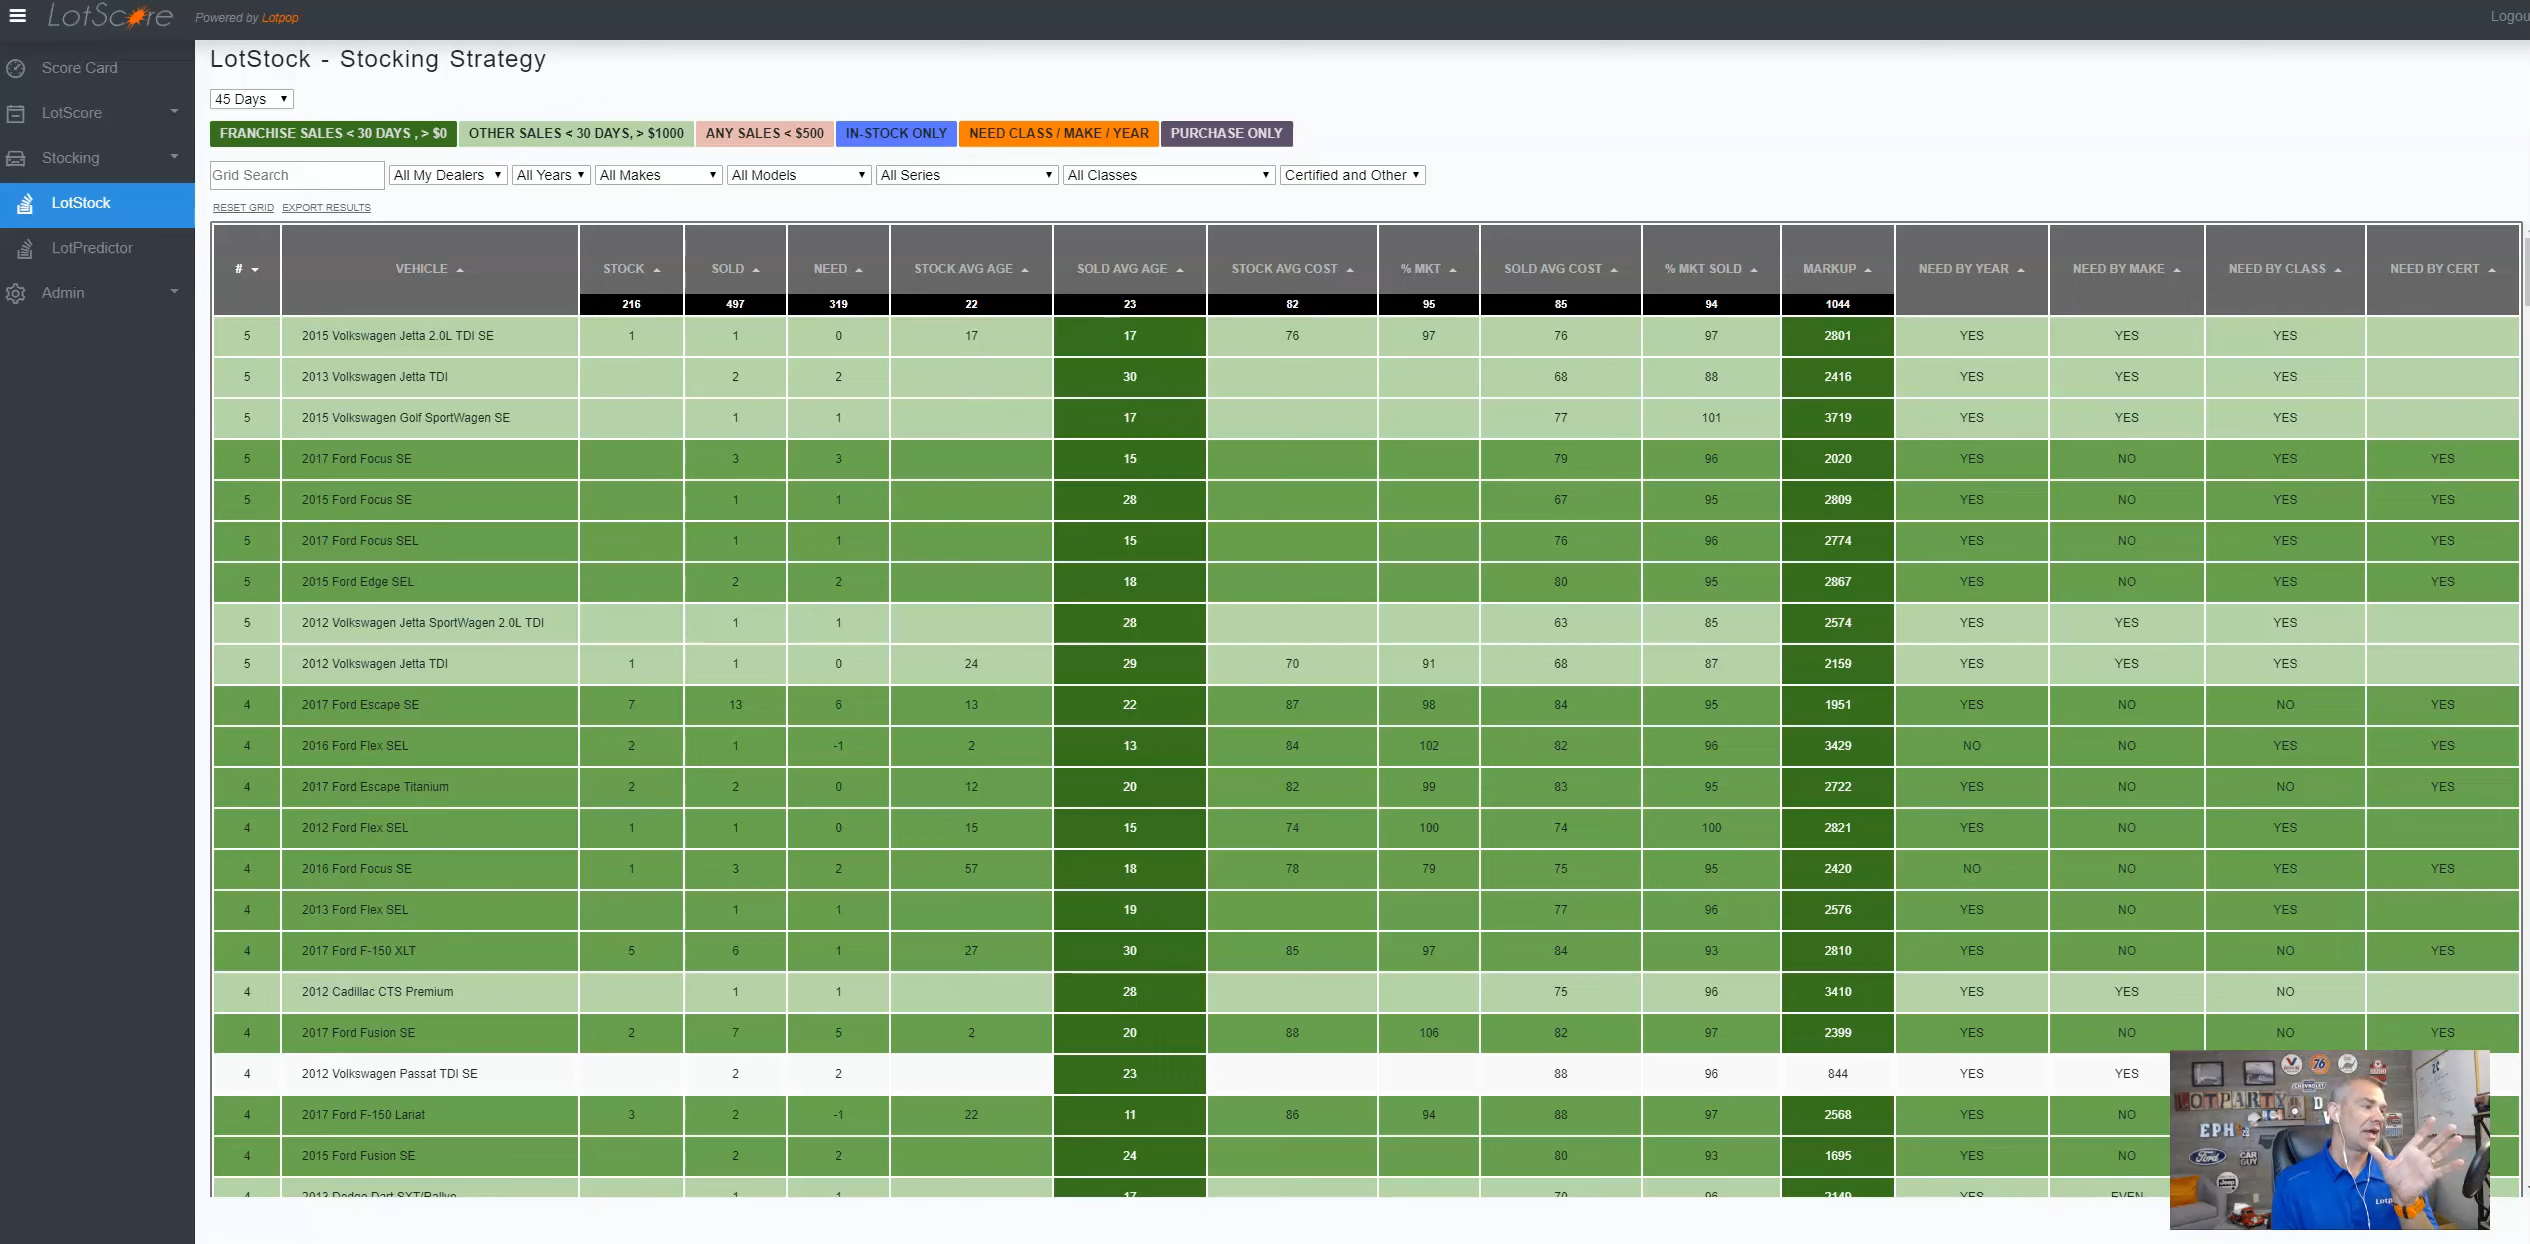 LotScore Powered by Lotpop
Logou
Score Card
LotScore
Stocking
LotStock
LotPredictor
Admin
LotStock - Stocking Strategy
45 Days
FRANCHISE SALES < 30 DAYS , > $0 OTHER SALES < 30 DAYS, > $1000 ANY SALES < $500 IN-STOCK ONLY NEED CLASS / MAKE / YEAR PURCHASE ONLY
Grid Search All My Dealers All Years All Makes All Models All Series All Classes Certified and Other
RESET GRID EXPORT RESULTS
# VEHICLE STOCK SOLD NEED STOCK AVG AGE SOLD AVG AGE STOCK AVG COST % MKT SOLD AVG COST % MKT SOLD MARKUP NEED BY YEAR NEED BY MAKE NEED BY CLASS NEED BY CERT
216 497 319 22 23 82 95 85 94 1044
5 2015 Volkswagen Jetta 2.0L TDI SE 1 1 0 17 17 76 97 76 97 2801 YES YES YES
5 2013 Volkswagen Jetta TDI 2 2 30 68 88 2416 YES YES YES
5 2015 Volkswagen Golf SportWagen SE 1 1 17 77 101 3719 YES YES YES
5 2017 Ford Focus SE 3 3 15 79 96 2020 YES NO YES YES
5 2015 Ford Focus SE 1 1 28 67 95 2809 YES NO YES YES
5 2017 Ford Focus SEL 1 1 15 76 96 2774 YES NO YES YES
5 2015 Ford Edge SEL 2 2 18 80 95 2867 YES NO YES YES
5 2012 Volkswagen Jetta SportWagen 2.0L TDI 1 1 28 63 85 2574 YES YES YES
5 2012 Volkswagen Jetta TDI 1 1 0 24 29 70 91 68 87 2159 YES YES YES
4 2017 Ford Escape SE 7 13 6 13 22 87 98 84 95 1951 YES NO NO YES
4 2016 Ford Flex SEL 2 1 -1 2 13 84 102 82 96 3429 NO NO YES YES
4 2017 Ford Escape Titanium 2 2 0 12 20 82 99 83 95 2722 YES NO NO YES
4 2012 Ford Flex SEL 1 1 0 15 15 74 100 74 100 2821 YES NO YES
4 2016 Ford Focus SE 1 3 2 57 18 78 79 75 95 2420 NO NO YES YES
4 2013 Ford Flex SEL 1 1 19 77 96 2576 YES NO YES
4 2017 Ford F-150 XLT 5 6 1 27 30 85 97 84 93 2810 YES NO NO YES
4 2012 Cadillac CTS Premium 1 1 28 75 96 3410 YES YES NO
4 2017 Ford Fusion SE 2 7 5 2 20 88 106 82 97 2399 YES NO NO YES
4 2012 Volkswagen Passat TDI SE 2 2 23 88 96 844 YES YES
4 2017 Ford F-150 Lariat 3 2 -1 22 11 86 94 88 97 2568 YES NO
4 2015 Ford Fusion SE 2 2 24 80 93 1695 YES NO
4 2013 Dodge Dart SXT/Rallye 1 1 17 70 96 2149 YES EVEN
76
CHEVROLET
LOTPARTY
EPH
Ford
CAR GUY
Jeep